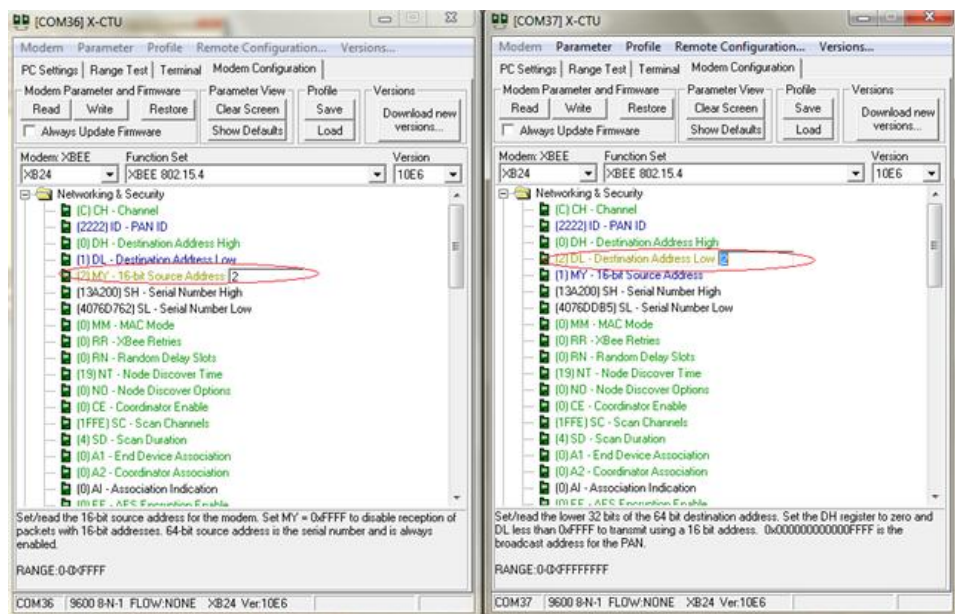 [COM36] X-CTU
Modem Parameter Profile Remote Configuration... Versions...
PC Settings Range Test Terminal Modem Configuration
Modem Parameter and Firmware Parameter View Profile Versions
Read Write Restore Clear Screen Save Download new versions...
Always Update Firmware Show Defaults Load
Modem: XBEE Function Set Version
XB24 XBEE 802.15.4 10E6
Networking & Security
(C) CH - Channel
(2222) ID - PAN ID
(0) DH - Destination Address High
(1) DL - Destination Address Low
(2) MY - 16-bit Source Address 2
(13A200) SH - Serial Number High
(4076D762) SL - Serial Number Low
(0) MM - MAC Mode
(0) RR - XBee Retries
(0) RN - Random Delay Slots
(19) NT - Node Discover Time
(0) NO - Node Discover Options
(0) CE - Coordinator Enable
(1FFE) SC - Scan Channels
(4) SD - Scan Duration
(0) A1 - End Device Association
(0) A2 - Coordinator Association
(0) AI - Association Indication
(0) EE - AES Encryption Enable
Set/read the 16-bit source address for the modem. Set MY = 0xFFFF to disable reception of
packets with 16-bit addresses. 64-bit source address is the serial number and is always
enabled.
RANGE:0-0XFFFF
COM36 9600 8-N-1 FLOW:NONE XB24 Ver:10E6
[COM37] X-CTU
Modem Parameter Profile Remote Configuration... Versions...
PC Settings Range Test Terminal Modem Configuration
Modem Parameter and Firmware Parameter View Profile Versions
Read Write Restore Clear Screen Save Download new versions...
Always Update Firmware Show Defaults Load
Modem: XBEE Function Set Version
XB24 XBEE 802.15.4 10E6
Networking & Security
(C) CH - Channel
(2222) ID - PAN ID
(0) DH - Destination Address High
(2) DL - Destination Address Low 2
(1) MY - 16-bit Source Address
(13A200) SH - Serial Number High
(4076DDB5) SL - Serial Number Low
(0) MM - MAC Mode
(0) RR - XBee Retries
(0) RN - Random Delay Slots
(19) NT - Node Discover Time
(0) NO - Node Discover Options
(0) CE - Coordinator Enable
(1FFE) SC - Scan Channels
(4) SD - Scan Duration
(0) A1 - End Device Association
(0) A2 - Coordinator Association
(0) AI - Association Indication
(0) EE - AES Encryption Enable
Set/read the lower 32 bits of the 64 bit destination address. Set the DH register to zero and
DL less than 0xFFFF to transmit using a 16 bit address. 0x000000000000FFFF is the
broadcast address for the PAN.
RANGE:0-0XFFFFFFFF
COM37 9600 8-N-1 FLOW:NONE XB24 Ver:10E6